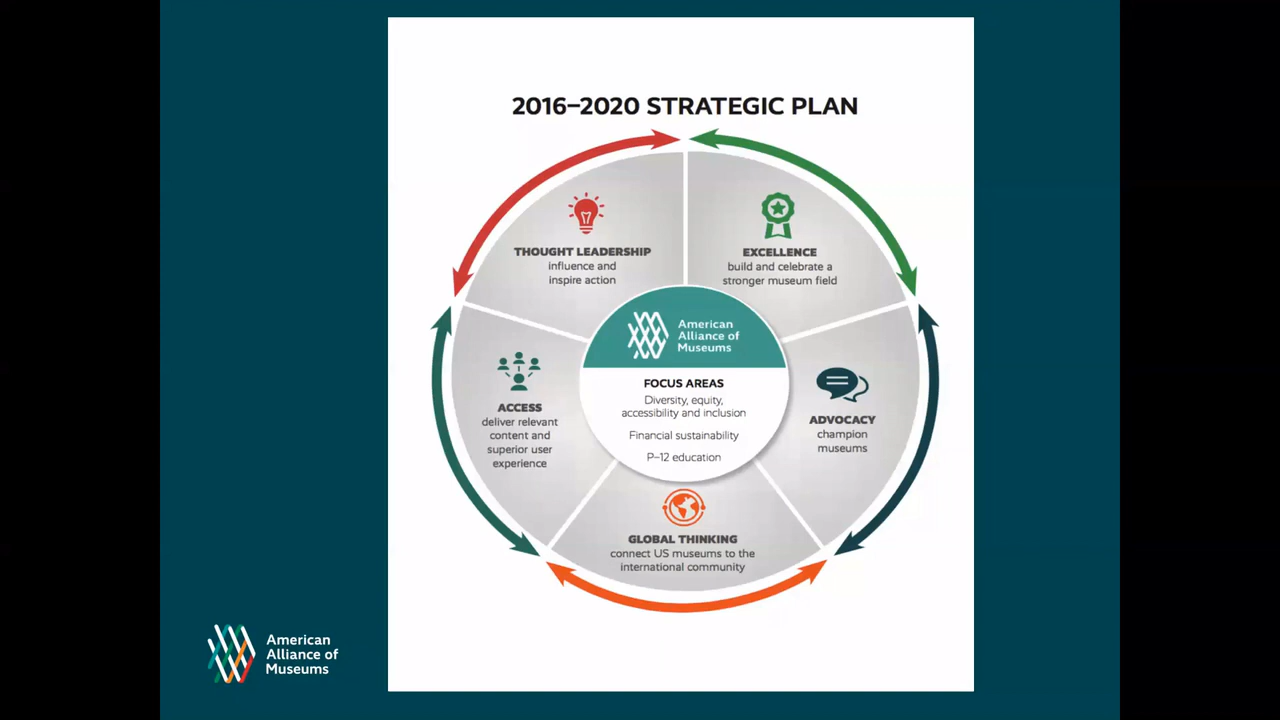 2016–2020 STRATEGIC PLAN
THOUGHT LEADERSHIP
influence and
inspire action
EXCELLENCE
build and celebrate a
stronger museum field
American
Alliance of
Museums
FOCUS AREAS
Diversity, equity,
accessibility and inclusion
Financial sustainability
P–12 education
ACCESS
deliver relevant
content and
superior user
experience
ADVOCACY
champion
museums
GLOBAL THINKING
connect US museums to the
international community
American
Alliance of
Museums